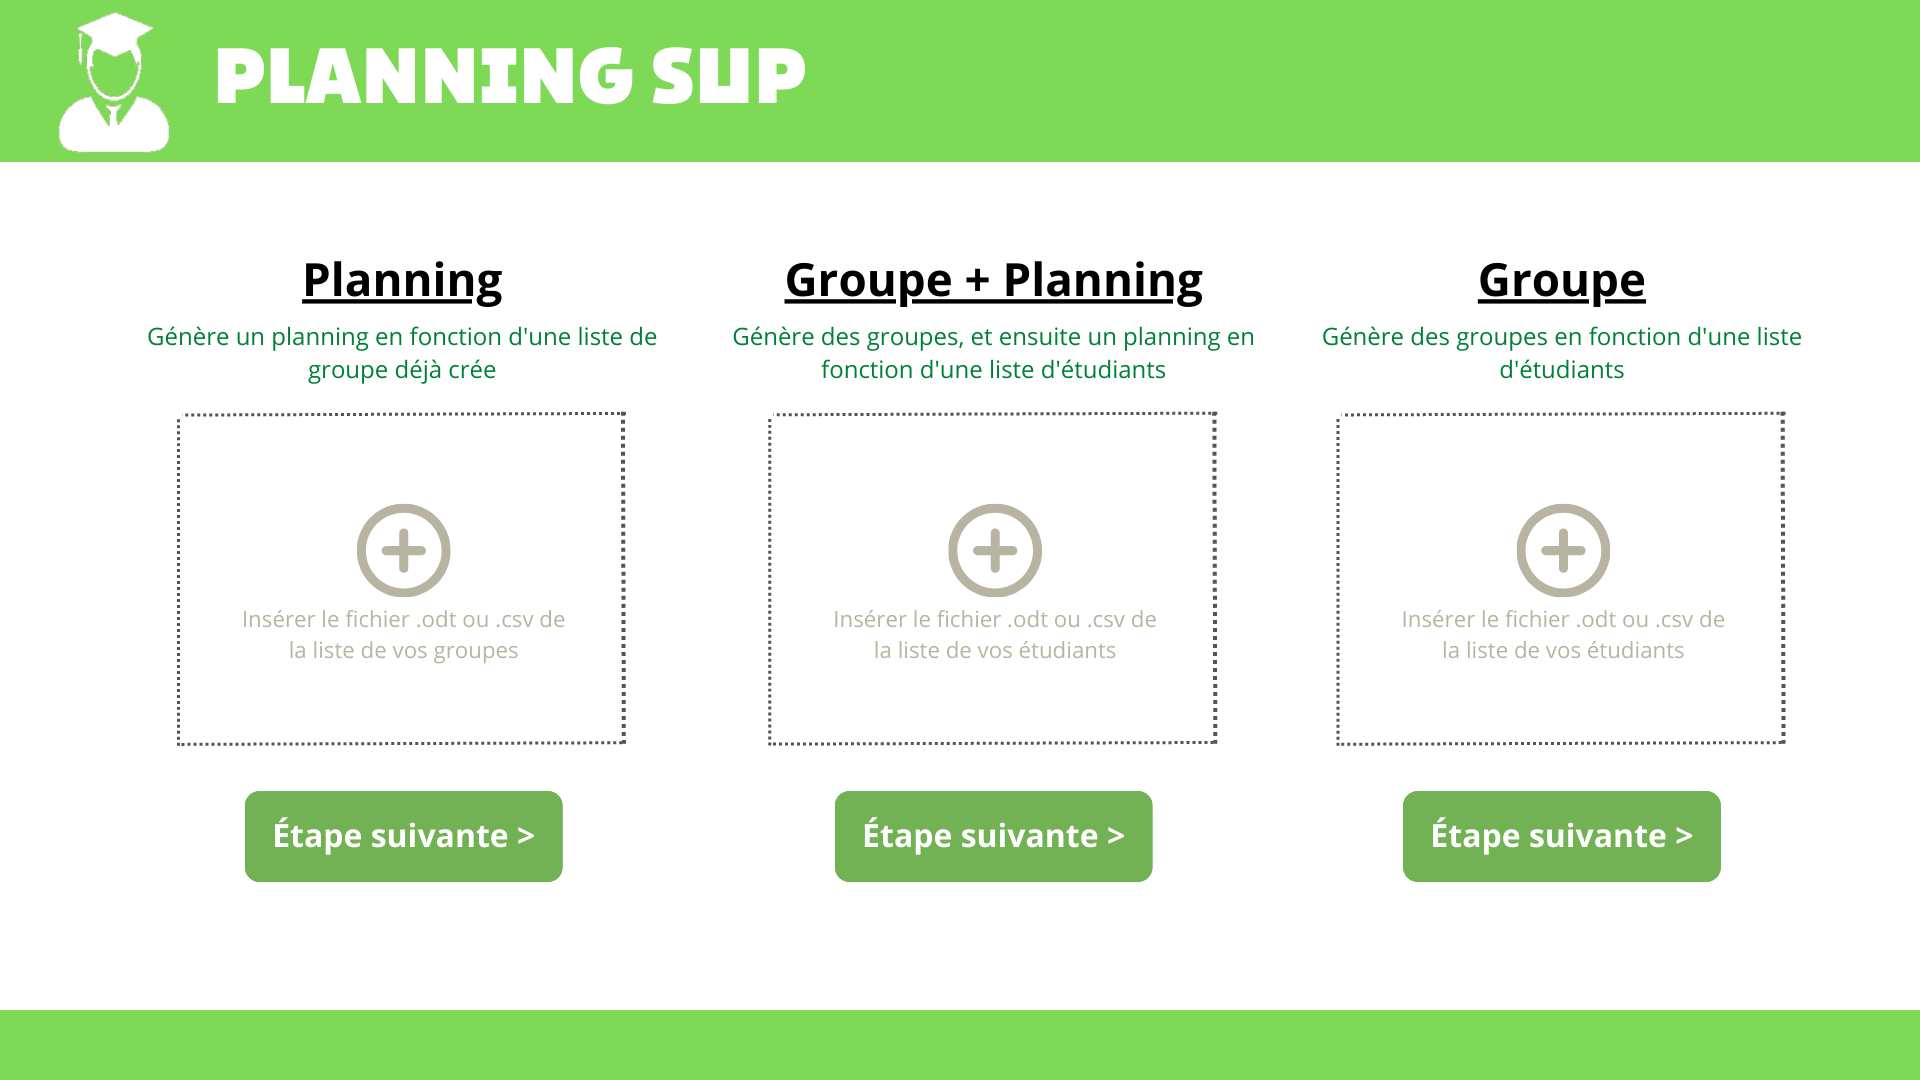 PLANNING SUP
Planning
Génère un planning en fonction d'une liste de
groupe déjà crée
Insérer le fichier .odt ou .csv de
la liste de vos groupes
Étape suivante >
Groupe + Planning
Génère des groupes, et ensuite un planning en
fonction d'une liste d'étudiants
Insérer le fichier .odt ou .csv de
la liste de vos étudiants
Étape suivante >
Groupe
Génère des groupes en fonction d'une liste
d'étudiants
Insérer le fichier .odt ou .csv de
la liste de vos étudiants
Étape suivante >